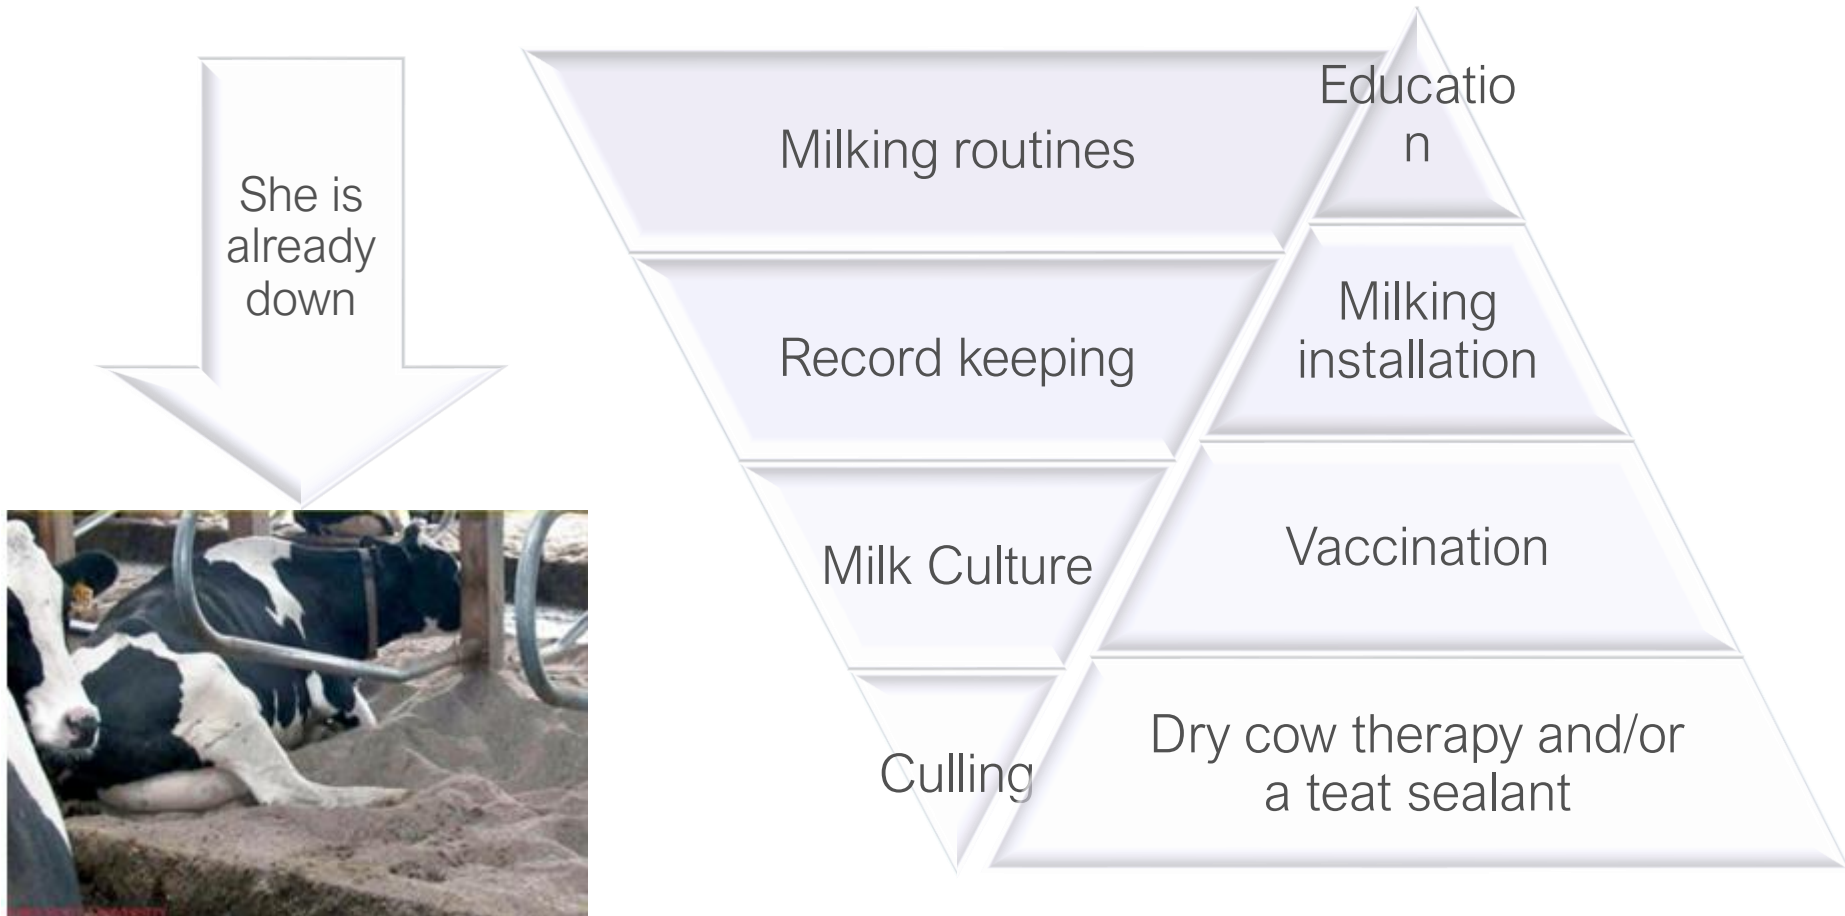 She is
already
down
Milking routines
Record keeping
Milk Culture
Culling
Educatio
n
Milking
installation
Vaccination
Dry cow therapy and/or
a teat sealant